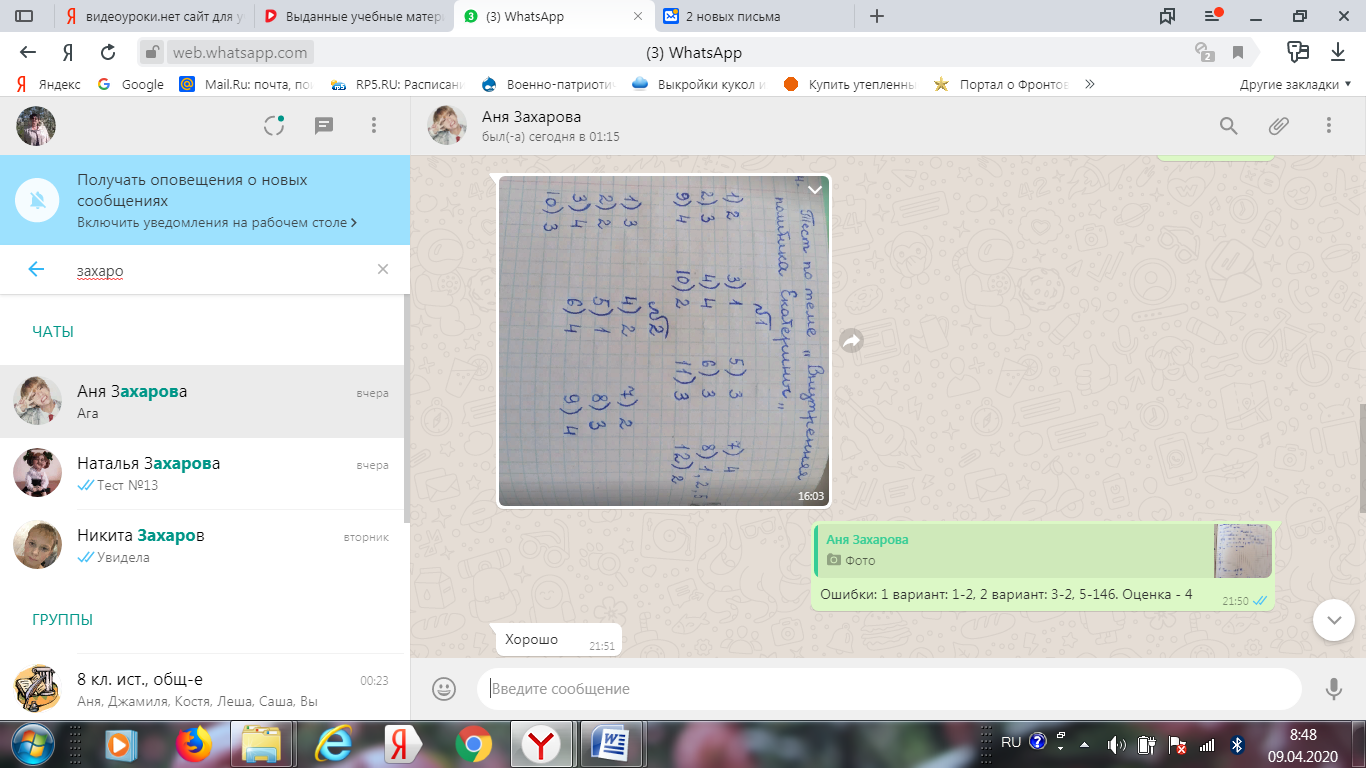 видеоуроки.нет сайт для у
Выданные учебные матер
(3) WhatsApp
2 новых письма
web.whatsapp.com
(3) WhatsApp
2
Яндекс
Google
Mail.Ru: почта, по
RP5.RU: Расписани
Военно-патриоти
Выкройки кукол и
Купить утепленны
Портал о Фронтов
Другие закладки
Получать оповещения о новых
сообщениях
Включить уведомления на рабочем столе
захаро
ЧАТЫ
Аня Захарова
вчера
Ага
Наталья Захарова
вчера
Тест №13
Никита Захаров
вторник
Увидела
ГРУППЫ
8 кл. ист., общ-е
00:23
Аня, Джамиля, Костя, Леша, Саша, Вы
Аня Захарова
был(-а) сегодня в 01:15
Тест по теме „Внутренняя
политика Екатерины„
№1
1) 2 3) 1 5) 3 7) 4
2) 3 4) 4 6) 3 8) 1, 2, 5
9) 4 10) 2 11) 3 12) 2
№2
1) 3 4) 2 7) 2
2) 2 5) 1 8) 3
3) 4 6) 4 9) 4
10) 3
16:03
Аня Захарова
Фото
Ошибки: 1 вариант: 1-2, 2 вариант: 3-2, 5-146. Оценка - 4
21:50
Хорошо
21:51
Введите сообщение
RU
8:48
09.04.2020